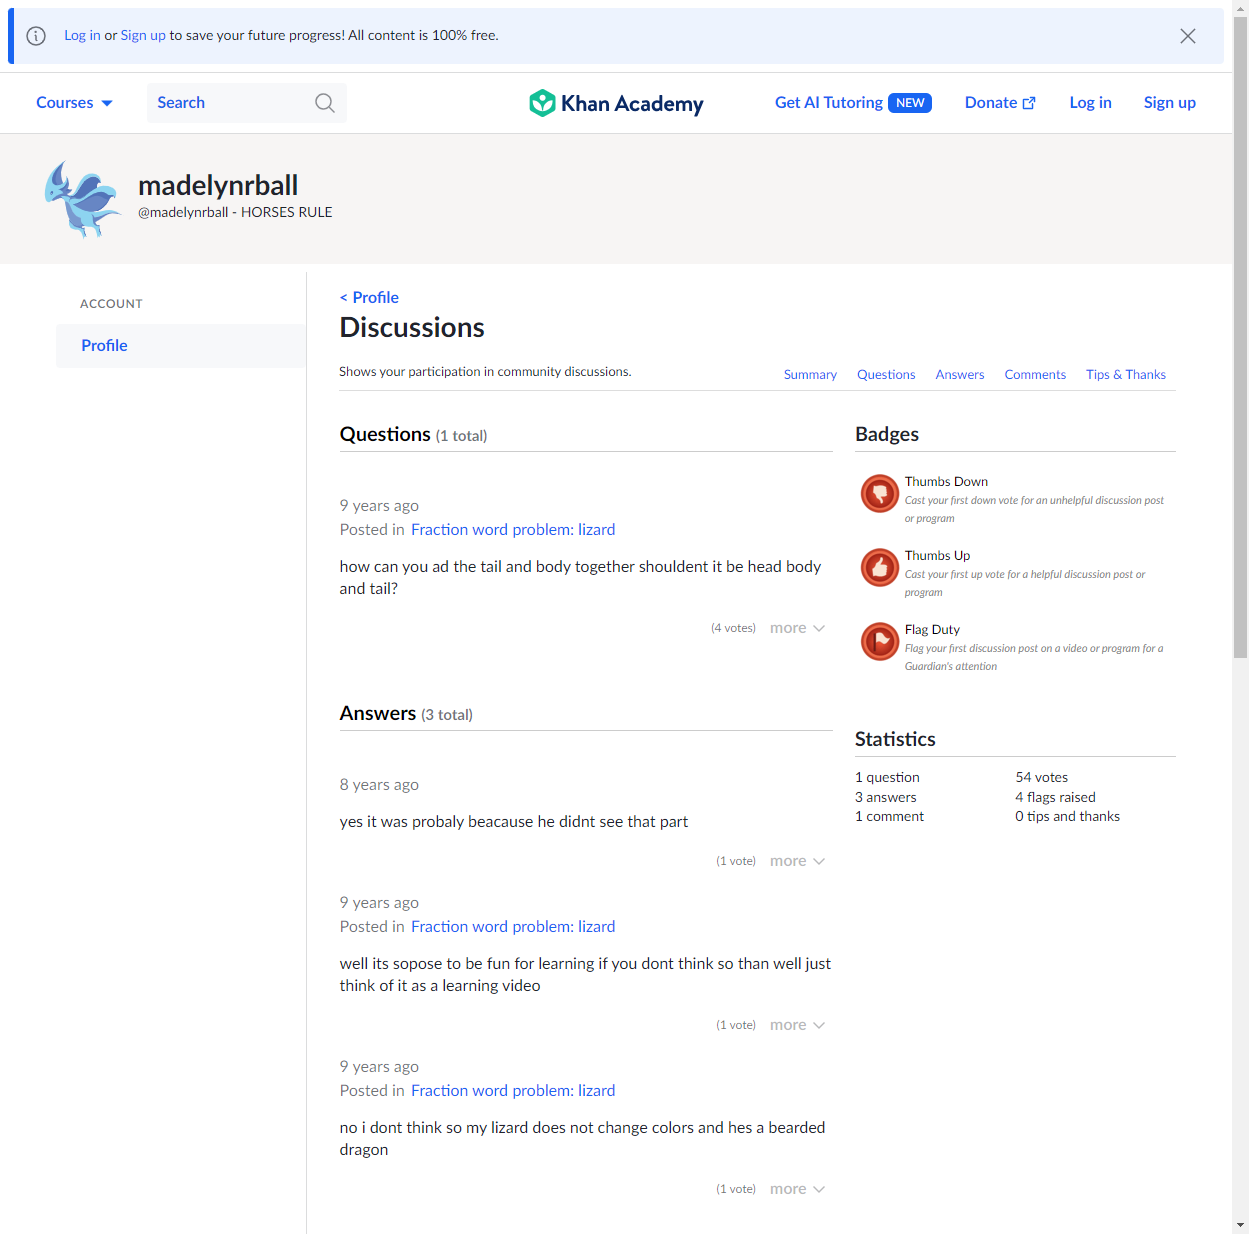 Log in or Sign up to save your future progress! All content is 100% free.
Courses
Search
Khan Academy
Get AI Tutoring NEW
Donate
Log in
Sign up
madelynrball
@madelynrball - HORSES RULE
ACCOUNT
Profile
< Profile
Discussions
Shows your participation in community discussions.
Summary
Questions
Answers
Comments
Tips & Thanks
Questions (1 total)
9 years ago
Posted in Fraction word problem: lizard
how can you ad the tail and body together shouldent it be head body
and tail?
(4 votes) more
Answers (3 total)
8 years ago
yes it was probaly beacause he didnt see that part
(1 vote) more
9 years ago
Posted in Fraction word problem: lizard
well its sopose to be fun for learning if you dont think so than well just
think of it as a learning video
(1 vote) more
9 years ago
Posted in Fraction word problem: lizard
no i dont think so my lizard does not change colors and hes a bearded
dragon
(1 vote) more
Badges
Thumbs Down
Cast your first down vote for an unhelpful discussion post
or program
Thumbs Up
Cast your first up vote for a helpful discussion post or
program
Flag Duty
Flag your first discussion post on a video or program for a
Guardian's attention
Statistics
1 question
3 answers
1 comment
54 votes
4 flags raised
0 tips and thanks